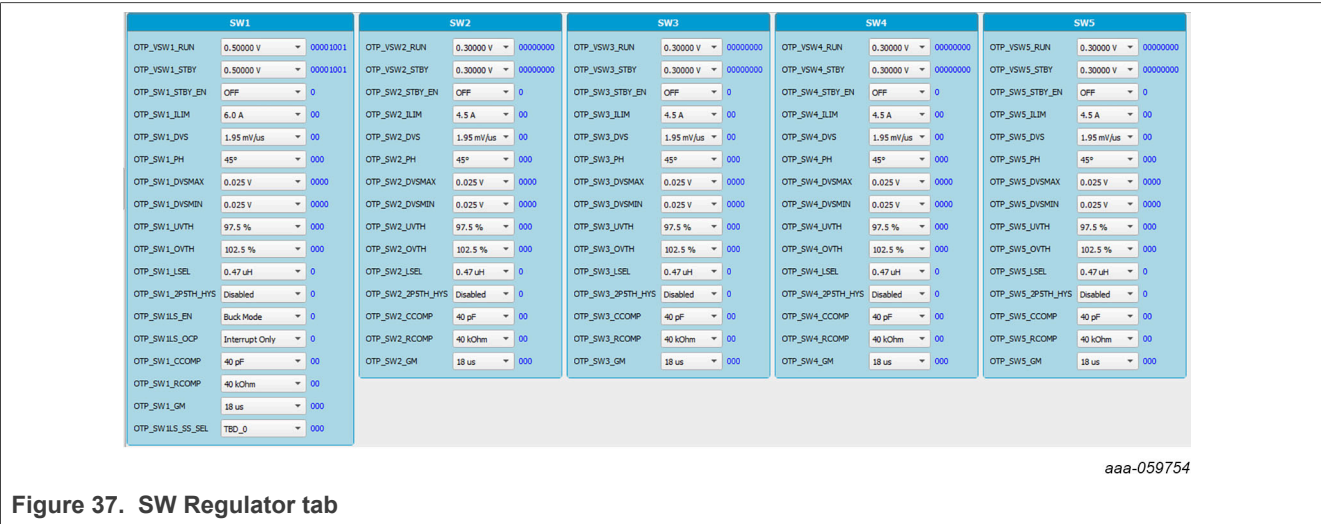 SW1 SW2 SW3 SW4 SW5
OTP_VSW1_RUN 0.50000 V 00001001 OTP_VSW2_RUN 0.30000 V 00000000 OTP_VSW3_RUN 0.30000 V 00000000 OTP_VSW4_RUN 0.30000 V 00000000 OTP_VSW5_RUN 0.30000 V 00000000
OTP_VSW1_STBY 0.50000 V 00001001 OTP_VSW2_STBY 0.30000 V 00000000 OTP_VSW3_STBY 0.30000 V 00000000 OTP_VSW4_STBY 0.30000 V 00000000 OTP_VSW5_STBY 0.30000 V 00000000
OTP_SW1_STBY_EN OFF 0 OTP_SW2_STBY_EN OFF 0 OTP_SW3_STBY_EN OFF 0 OTP_SW4_STBY_EN OFF 0 OTP_SW5_STBY_EN OFF 0
OTP_SW1_ILIM 6.0 A 00 OTP_SW2_ILIM 4.5 A 00 OTP_SW3_ILIM 4.5 A 00 OTP_SW4_ILIM 4.5 A 00 OTP_SW5_ILIM 4.5 A 00
OTP_SW1_DVS 1.95 mV/us 00 OTP_SW2_DVS 1.95 mV/us 00 OTP_SW3_DVS 1.95 mV/us 00 OTP_SW4_DVS 1.95 mV/us 00 OTP_SW5_DVS 1.95 mV/us 00
OTP_SW1_PH 45° 000 OTP_SW2_PH 45° 000 OTP_SW3_PH 45° 000 OTP_SW4_PH 45° 000 OTP_SW5_PH 45° 000
OTP_SW1_DVSMAX 0.025 V 0000 OTP_SW2_DVSMAX 0.025 V 0000 OTP_SW3_DVSMAX 0.025 V 0000 OTP_SW4_DVSMAX 0.025 V 0000 OTP_SW5_DVSMAX 0.025 V 0000
OTP_SW1_DVSMIN 0.025 V 0000 OTP_SW2_DVSMIN 0.025 V 0000 OTP_SW3_DVSMIN 0.025 V 0000 OTP_SW4_DVSMIN 0.025 V 0000 OTP_SW5_DVSMIN 0.025 V 0000
OTP_SW1_UVTH 97.5 % 000 OTP_SW2_UVTH 97.5 % 000 OTP_SW3_UVTH 97.5 % 000 OTP_SW4_UVTH 97.5 % 000 OTP_SW5_UVTH 97.5 % 000
OTP_SW1_OVTH 102.5 % 000 OTP_SW2_OVTH 102.5 % 000 OTP_SW3_OVTH 102.5 % 000 OTP_SW4_OVTH 102.5 % 000 OTP_SW5_OVTH 102.5 % 000
OTP_SW1_LSEL 0.47 uH 0 OTP_SW2_LSEL 0.47 uH 0 OTP_SW3_LSEL 0.47 uH 0 OTP_SW4_LSEL 0.47 uH 0 OTP_SW5_LSEL 0.47 uH 0
OTP_SW1_2P5TH_HYS Disabled 0 OTP_SW2_2P5TH_HYS Disabled 0 OTP_SW3_2P5TH_HYS Disabled 0 OTP_SW4_2P5TH_HYS Disabled 0 OTP_SW5_2P5TH_HYS Disabled 0
OTP_SW1LS_EN Buck Mode 0 OTP_SW2_CCOMP 40 pF 00 OTP_SW3_CCOMP 40 pF 00 OTP_SW4_CCOMP 40 pF 00 OTP_SW5_CCOMP 40 pF 00
OTP_SW1LS_OCP Interrupt Only 0 OTP_SW2_RCOMP 40 kOhm 00 OTP_SW3_RCOMP 40 kOhm 00 OTP_SW4_RCOMP 40 kOhm 00 OTP_SW5_RCOMP 40 kOhm 00
OTP_SW1_CCOMP 40 pF 00 OTP_SW2_GM 18 us 000 OTP_SW3_GM 18 us 000 OTP_SW4_GM 18 us 000 OTP_SW5_GM 18 us 000
OTP_SW1_RCOMP 40 kOhm 00
OTP_SW1_GM 18 us 000
OTP_SW1LS_SS_SEL TBD_0 000
aaa-059754
Figure 37. SW Regulator tab